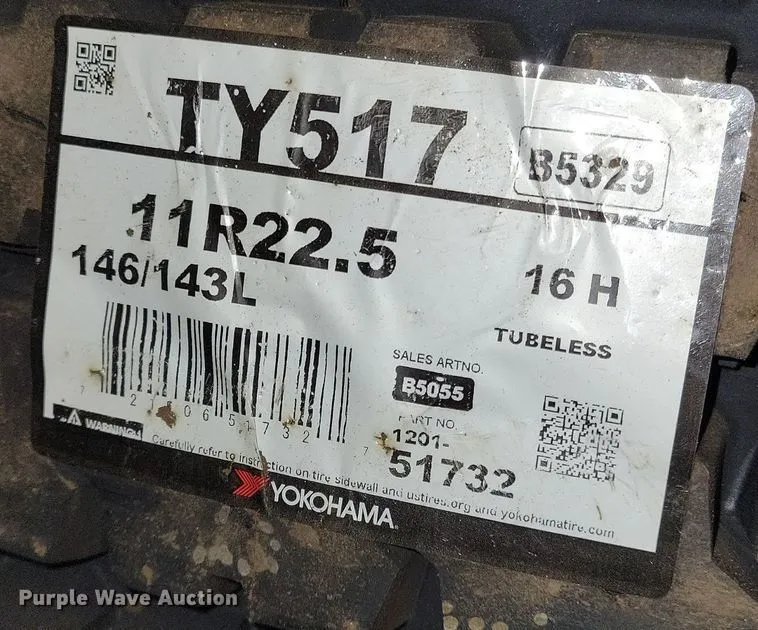 TY517
B5329
11R22.5
146/143L
16 H
TUBELESS
SALES ARTNO.
B5055
PART NO.
1201-
51732
WARNING
Carefully refer to instruction on tire sidewall and ustires.org and yokohamatire.com
YOKOHAMA
Purple Wave Auction